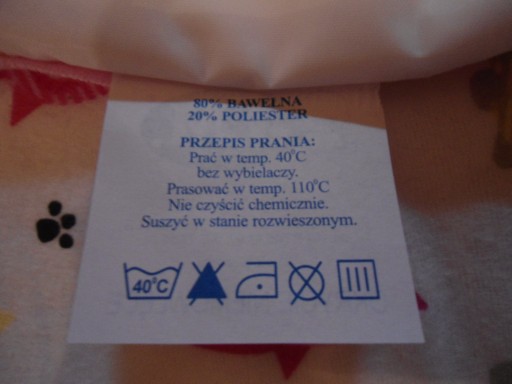 80% BAWEŁNA
20% POLIESTER
PRZEPIS PRANIA:
Prać w temp. 40°C
bez wybielaczy.
Prasować w temp. 110°C
Nie czyścić chemicznie.
Suszyć w stanie rozwieszonym.
40°C